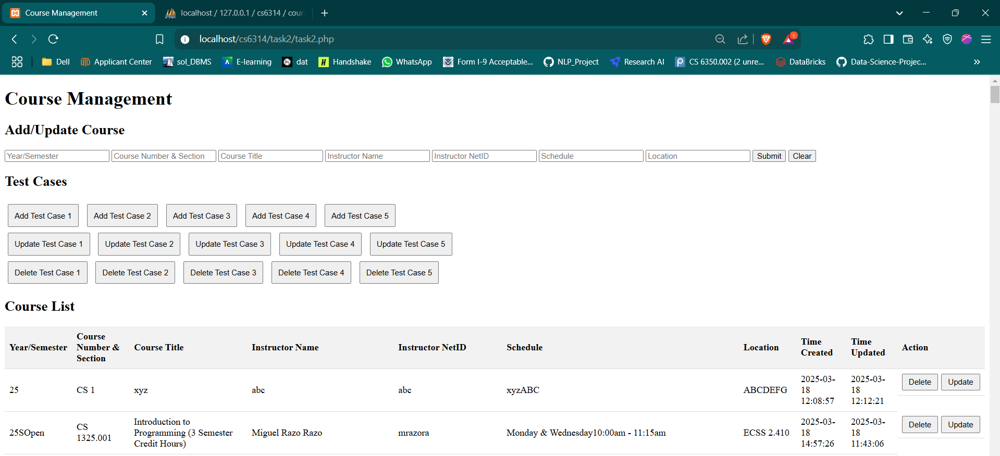 Course Management
localhost / 127.0.0.1 / cs6314 / cour
localhost/cs6314/task2/task2.php
1
Dell
Applicant Center
sol_DBMS
E-learning
dat
Handshake
WhatsApp
Form I-9 Acceptable...
NLP_Project
Research AI
CS 6350.002 (2 unre...
DataBricks
Data-Science-Projec...
Course Management
Add/Update Course
Year/Semester
Course Number & Section
Course Title
Instructor Name
Instructor NetID
Schedule
Location
Submit
Clear
Test Cases
Add Test Case 1
Add Test Case 2
Add Test Case 3
Add Test Case 4
Add Test Case 5
Update Test Case 1
Update Test Case 2
Update Test Case 3
Update Test Case 4
Update Test Case 5
Delete Test Case 1
Delete Test Case 2
Delete Test Case 3
Delete Test Case 4
Delete Test Case 5
Course List
Year/Semester
Course
Number &
Section
Course Title
Instructor Name
Instructor NetID
Schedule
Location
Time
Created
Time
Updated
Action
25
CS 1
xyz
abc
abc
xyzABC
ABCDEFG
2025-03-
18
12:08:57
2025-03-
18
12:12:21
Delete
Update
25SOpen
CS
1325.001
Introduction to
Programming (3 Semester
Credit Hours)
Miguel Razo Razo
mrazora
Monday & Wednesday10:00am - 11:15am
ECSS 2.410
2025-03-
18
14:57:26
2025-03-
18
11:43:06
Delete
Update